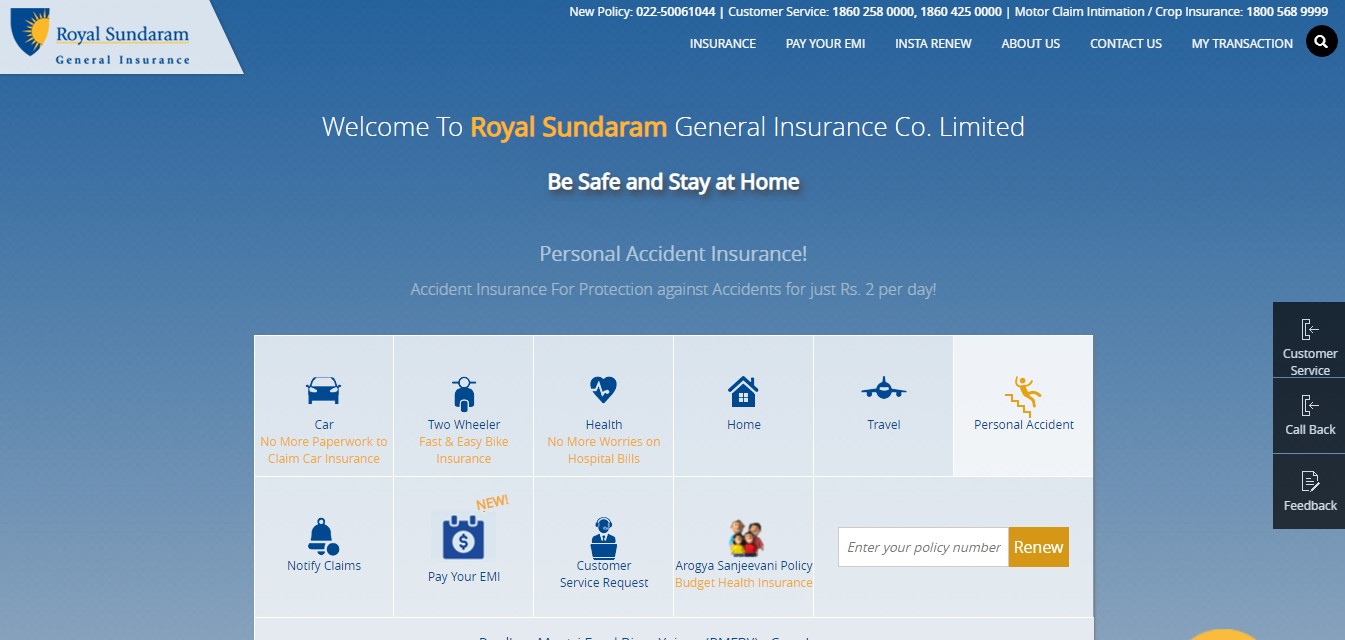 New Policy: 022-50061044 | Customer Service: 1860 258 0000, 1860 425 0000 | Motor Claim Intimation / Crop Insurance: 1800 568 9999
Royal Sundaram
General Insurance
INSURANCE PAY YOUR EMI INSTA RENEW ABOUT US CONTACT US MY TRANSACTION
Welcome To Royal Sundaram General Insurance Co. Limited
Be Safe and Stay at Home
Personal Accident Insurance!
Accident Insurance For Protection against Accidents for just Rs. 2 per day!
Customer
Service
Call Back
Feedback
Car
No More Paperwork to
Claim Car Insurance
Two Wheeler
Fast & Easy Bike
Insurance
Health
No More Worries on
Hospital Bills
Home
Travel
Personal Accident
Notify Claims
NEW!
Pay Your EMI
Customer
Service Request
Arogya Sanjeevani Policy
Budget Health Insurance
Enter your policy number
Renew